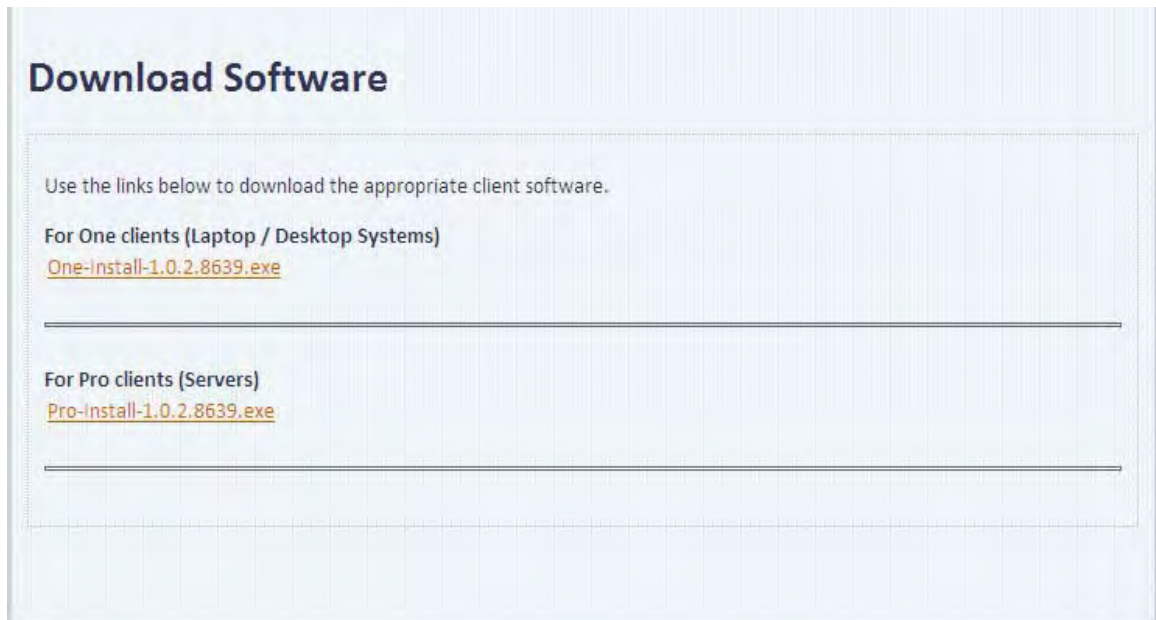 Download Software
Use the links below to download the appropriate client software.
For One clients (Laptop / Desktop Systems)
One-Install-1.0.2.8639.exe
For Pro clients (Servers)
Pro-Install-1.0.2.8639.exe